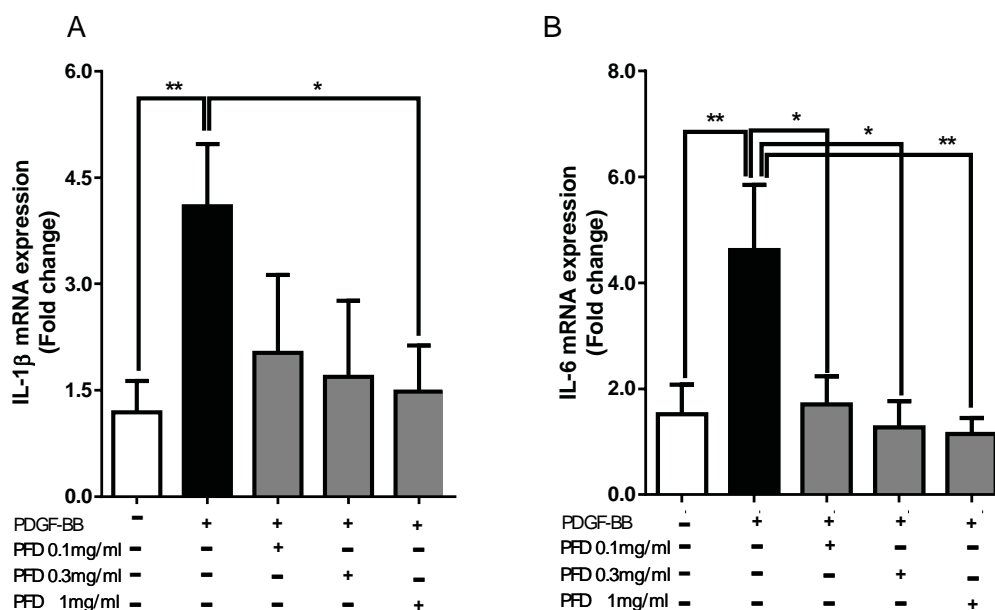 A
IL-1β mRNA expression
(Fold change)
6.0
4.5
3.0
1.5
0.0
** *
PDGF-BB - + + + +
PFD 0.1mg/ml - - + - -
PFD 0.3mg/ml - - - + -
PFD 1mg/ml - - - - +
B
IL-6 mRNA expression
(Fold change)
8.0
6.0
4.0
2.0
0.0
** * * **
PDGF-BB - + + + +
PFD 0.1mg/ml - - + - -
PFD 0.3mg/ml - - - + -
PFD 1mg/ml - - - - +